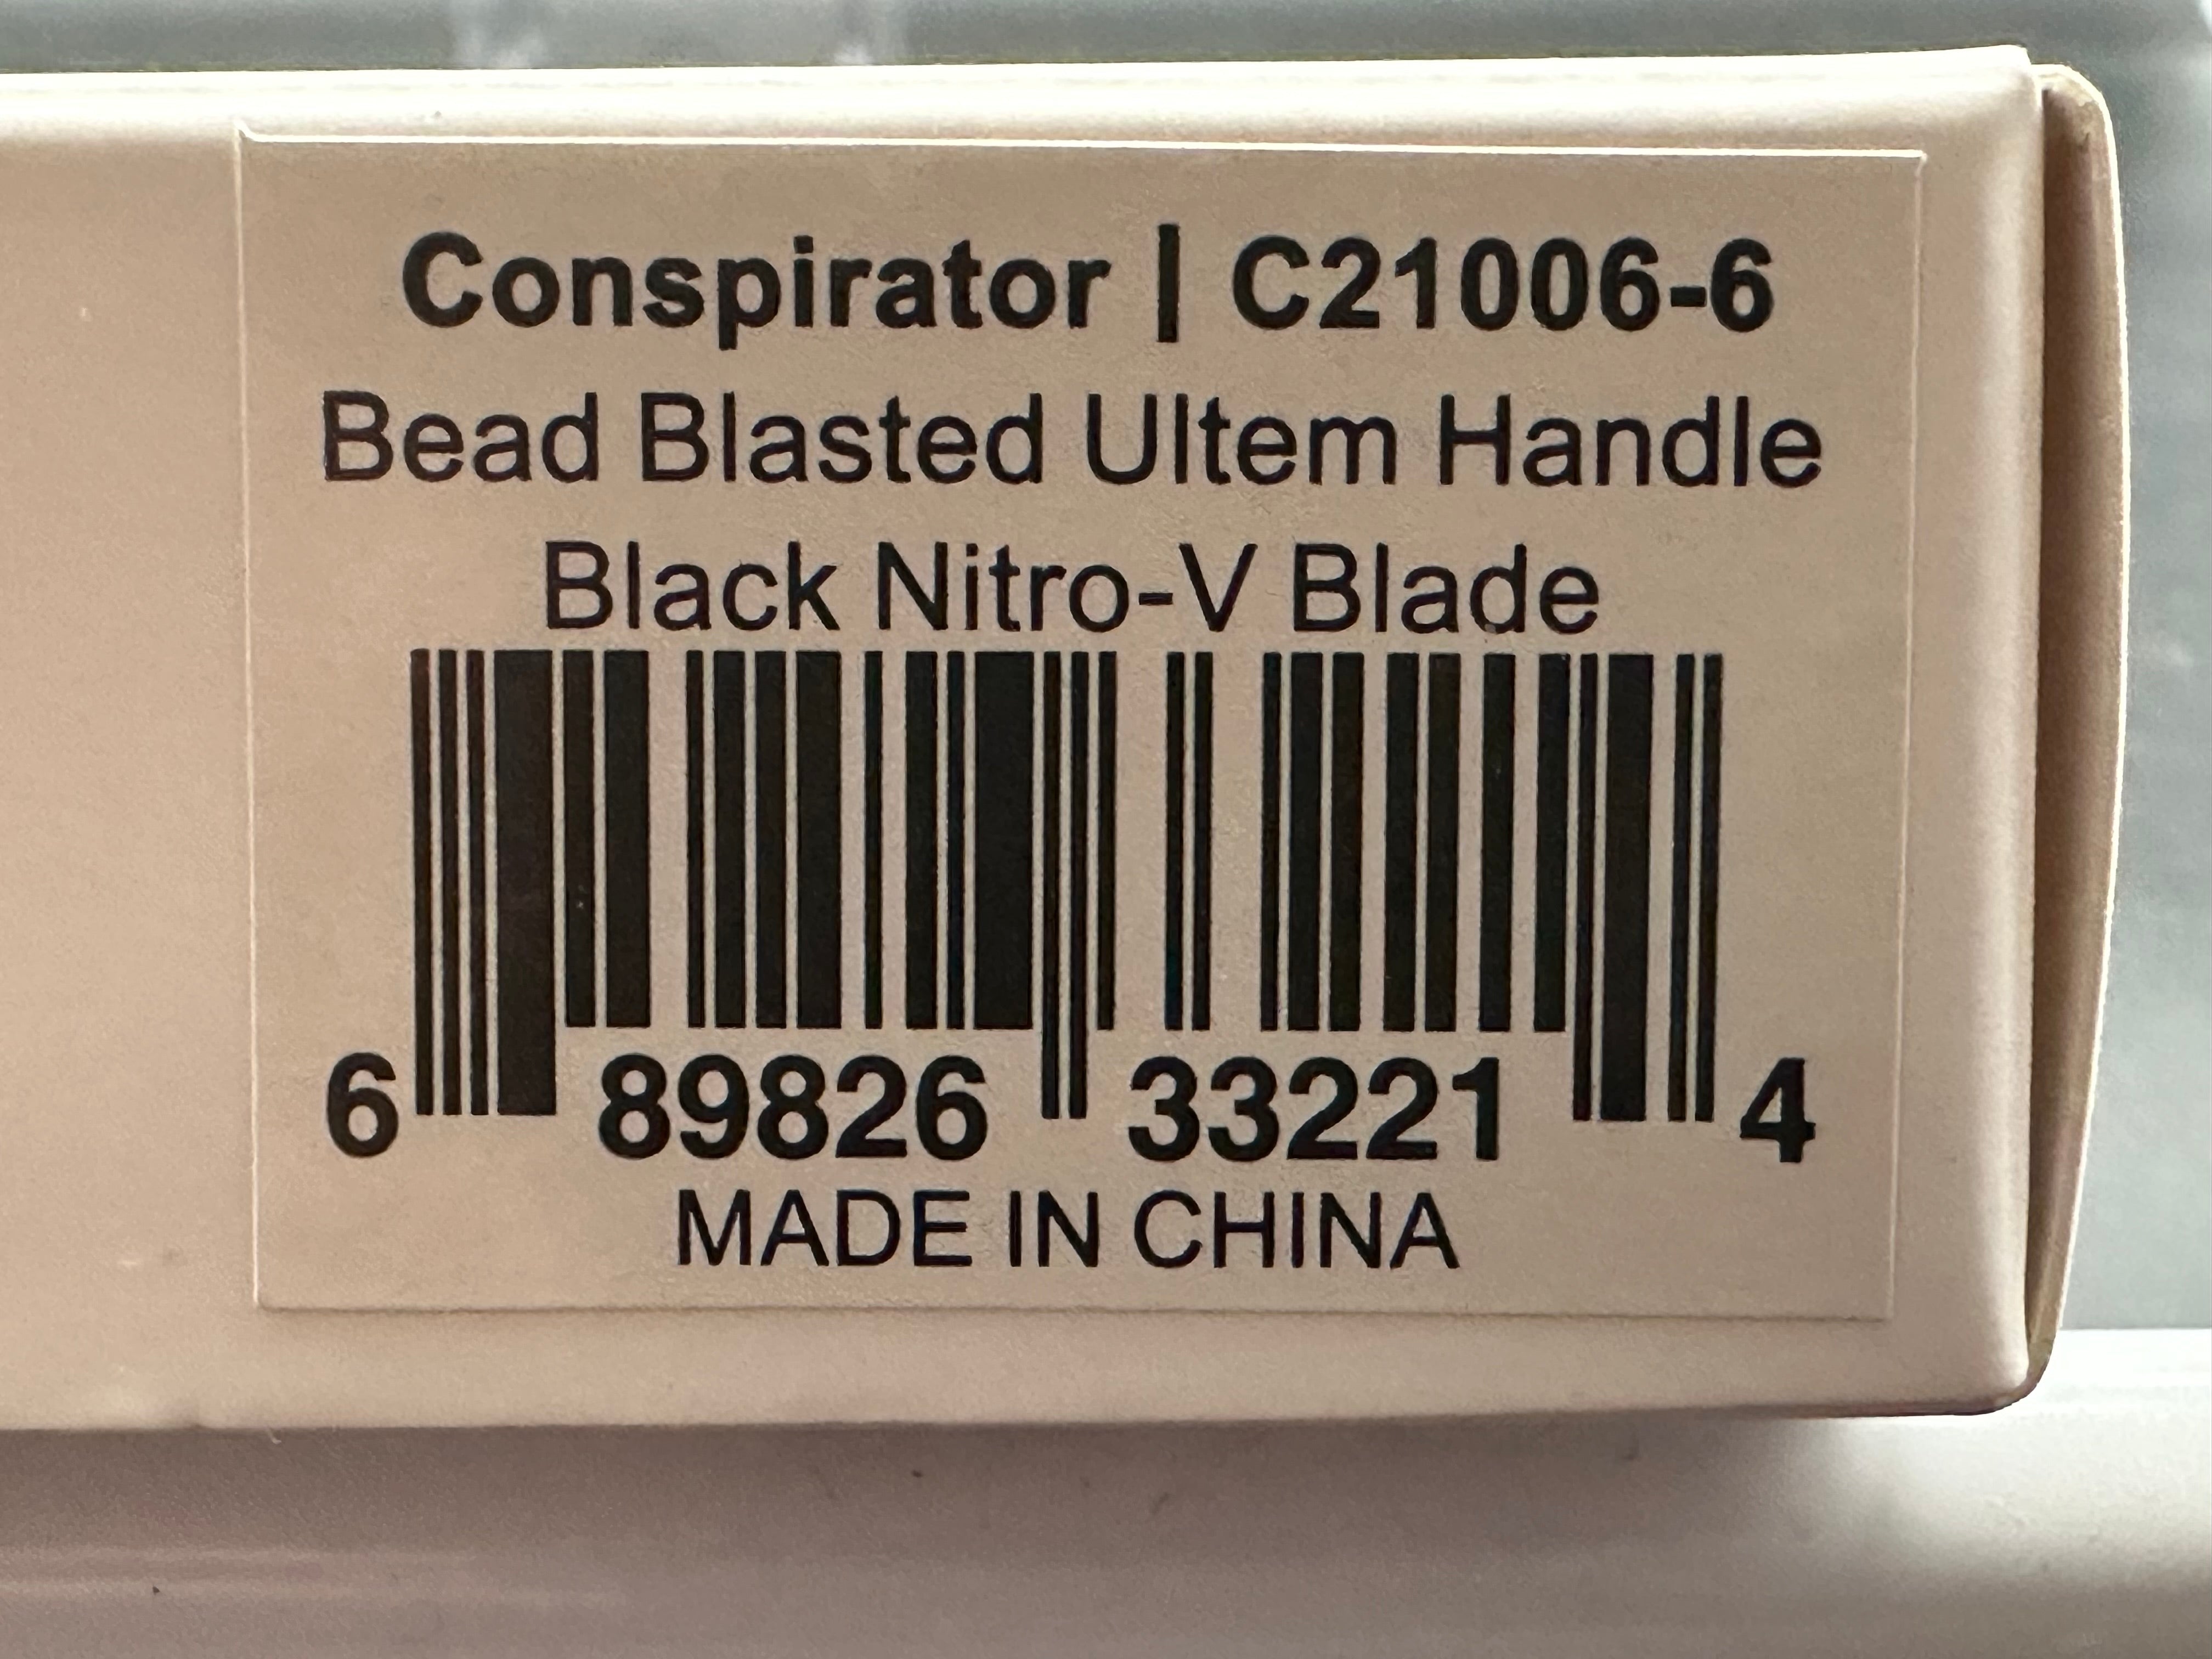 Conspirator | C21006-6
Bead Blasted Ultem Handle
Black Nitro-V Blade
6 89826 33221 4
MADE IN CHINA